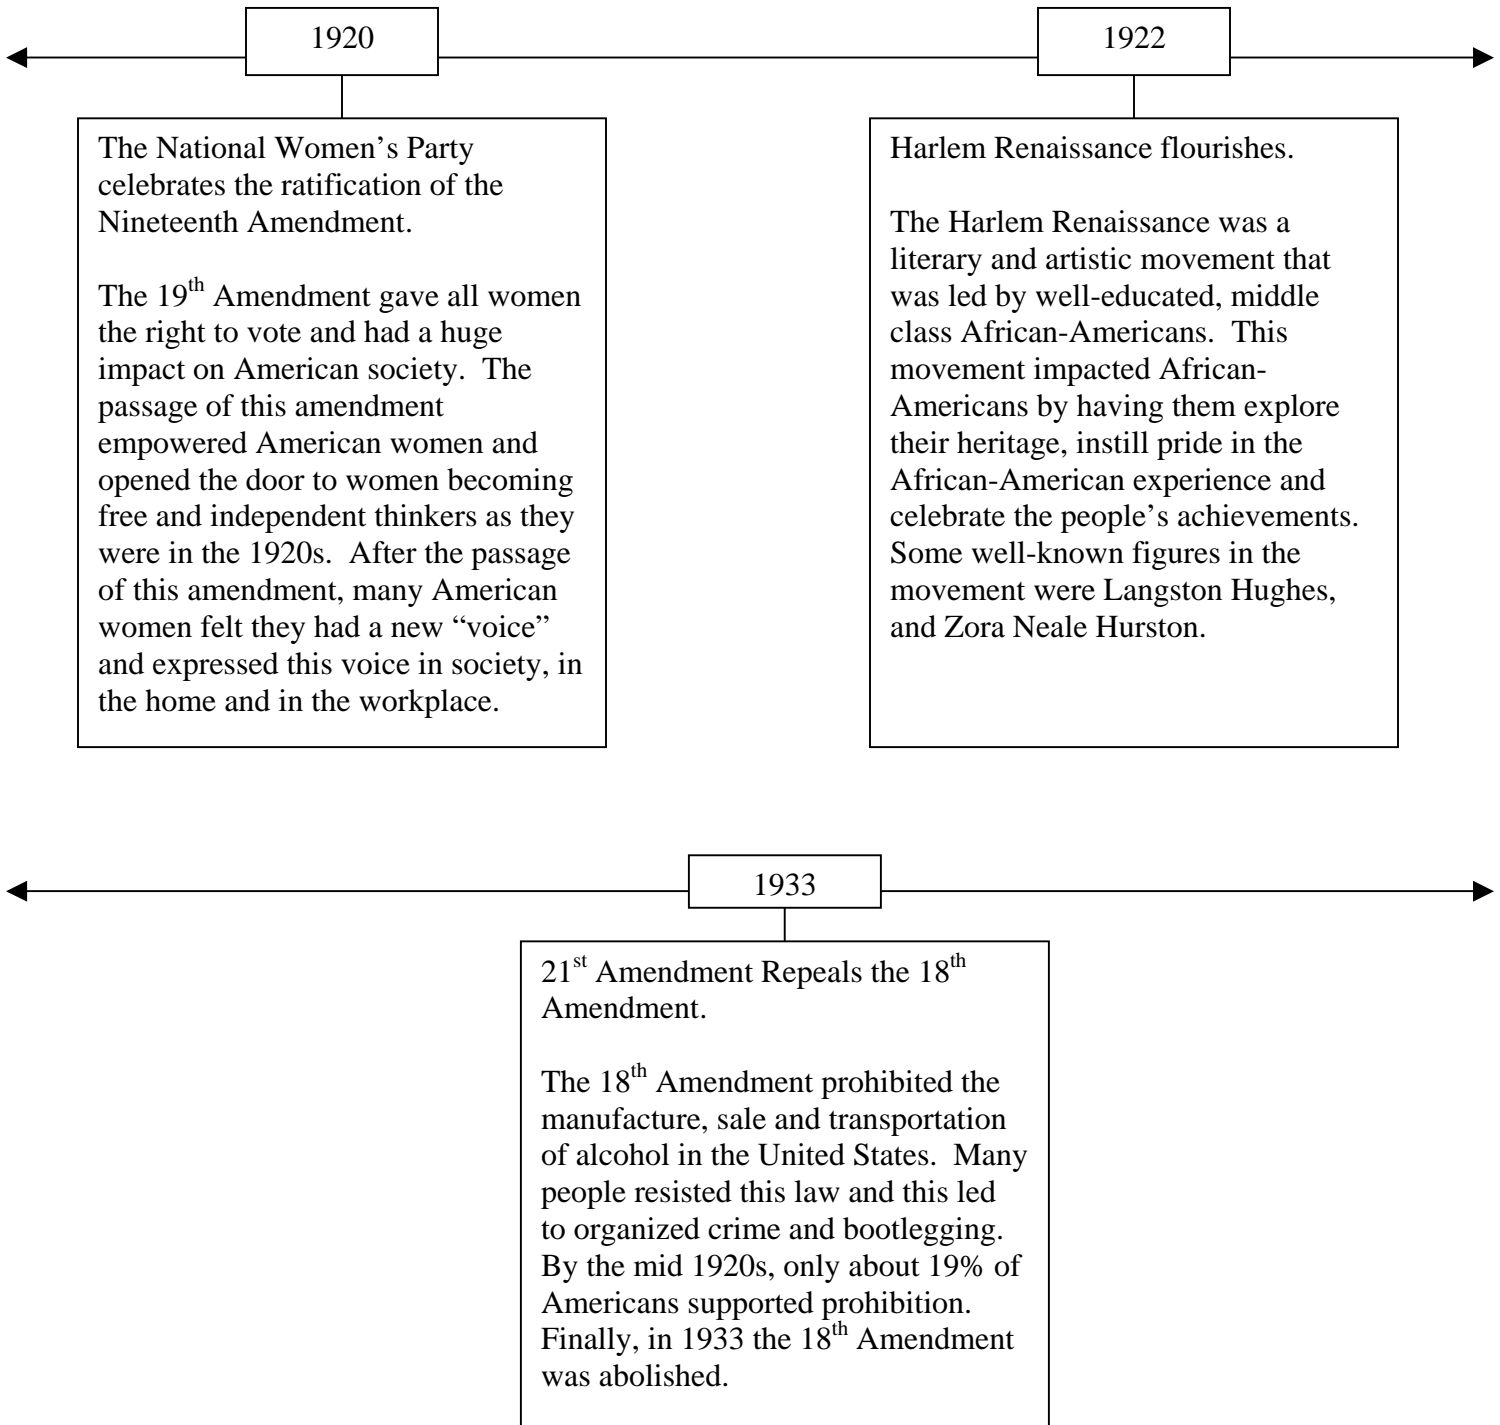 1920
The National Women’s Party
celebrates the ratification of the
Nineteenth Amendment.
The 19th Amendment gave all women
the right to vote and had a huge
impact on American society.  The
passage of this amendment
empowered American women and
opened the door to women becoming
free and independent thinkers as they
were in the 1920s.  After the passage
of this amendment, many American
women felt they had a new “voice”
and expressed this voice in society, in
the home and in the workplace.
1922
Harlem Renaissance flourishes.
The Harlem Renaissance was a
literary and artistic movement that
was led by well-educated, middle
class African-Americans.  This
movement impacted African-
Americans by having them explore
their heritage, instill pride in the
African-American experience and
celebrate the people’s achievements.
Some well-known figures in the
movement were Langston Hughes,
and Zora Neale Hurston.
1933
21st Amendment Repeals the 18th
Amendment.
The 18th Amendment prohibited the
manufacture, sale and transportation
of alcohol in the United States.  Many
people resisted this law and this led
to organized crime and bootlegging.
By the mid 1920s, only about 19% of
Americans supported prohibition.
Finally, in 1933 the 18th Amendment
was abolished.